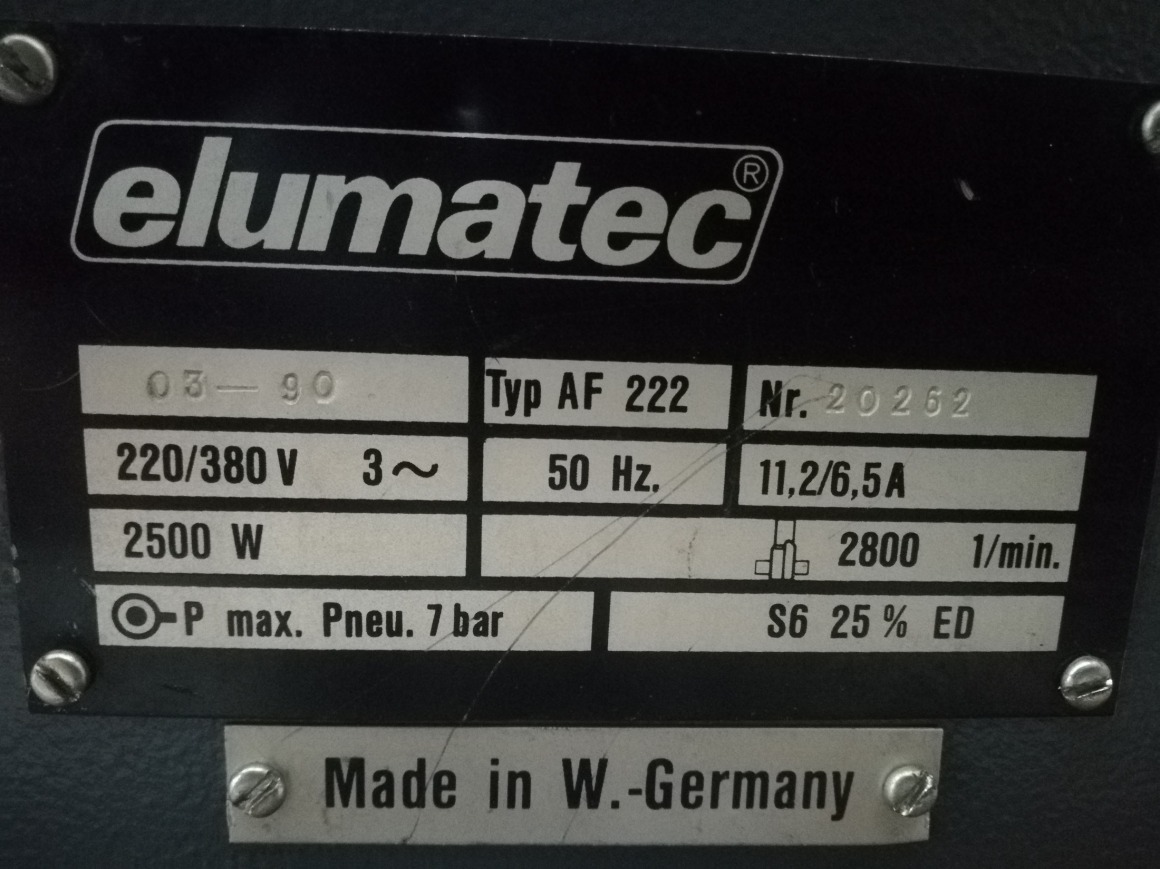 elumatec®
03—90 Typ AF 222 Nr. 20262
220/380 V 3~ 50 Hz. 11,2/6,5A
2500 W 2800 1/min.
P max. Pneu. 7 bar S6 25% ED
Made in W.-Germany